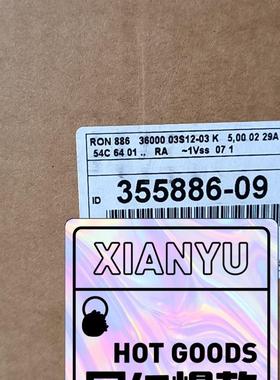 RON 886 36000 03S12-03 K 5,00 02 29A
54C 64 01 .. RA ~1Vss 07 1
ID 355886-09
XIANYU
HOT GOODS